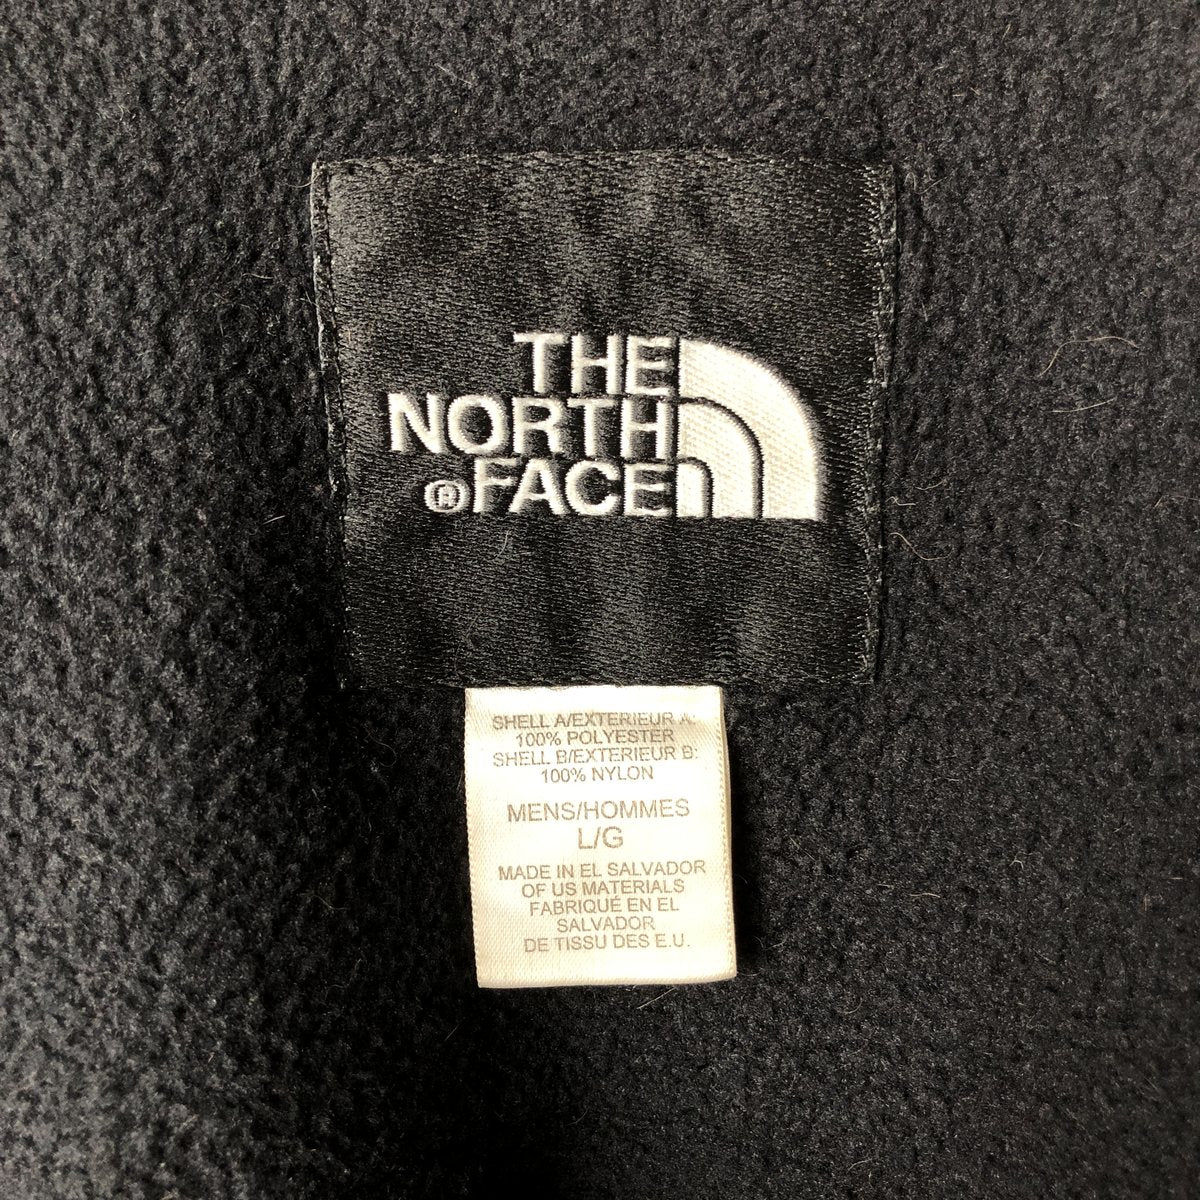 THE
NORTH
®FACE
SHELL A/EXTERIEUR A:
100% POLYESTER
SHELL B/EXTERIEUR B:
100% NYLON
MENS/HOMMES
L/G
MADE IN EL SALVADOR
OF US MATERIALS
FABRIQUÉ EN EL
SALVADOR
DE TISSU DES E.U.